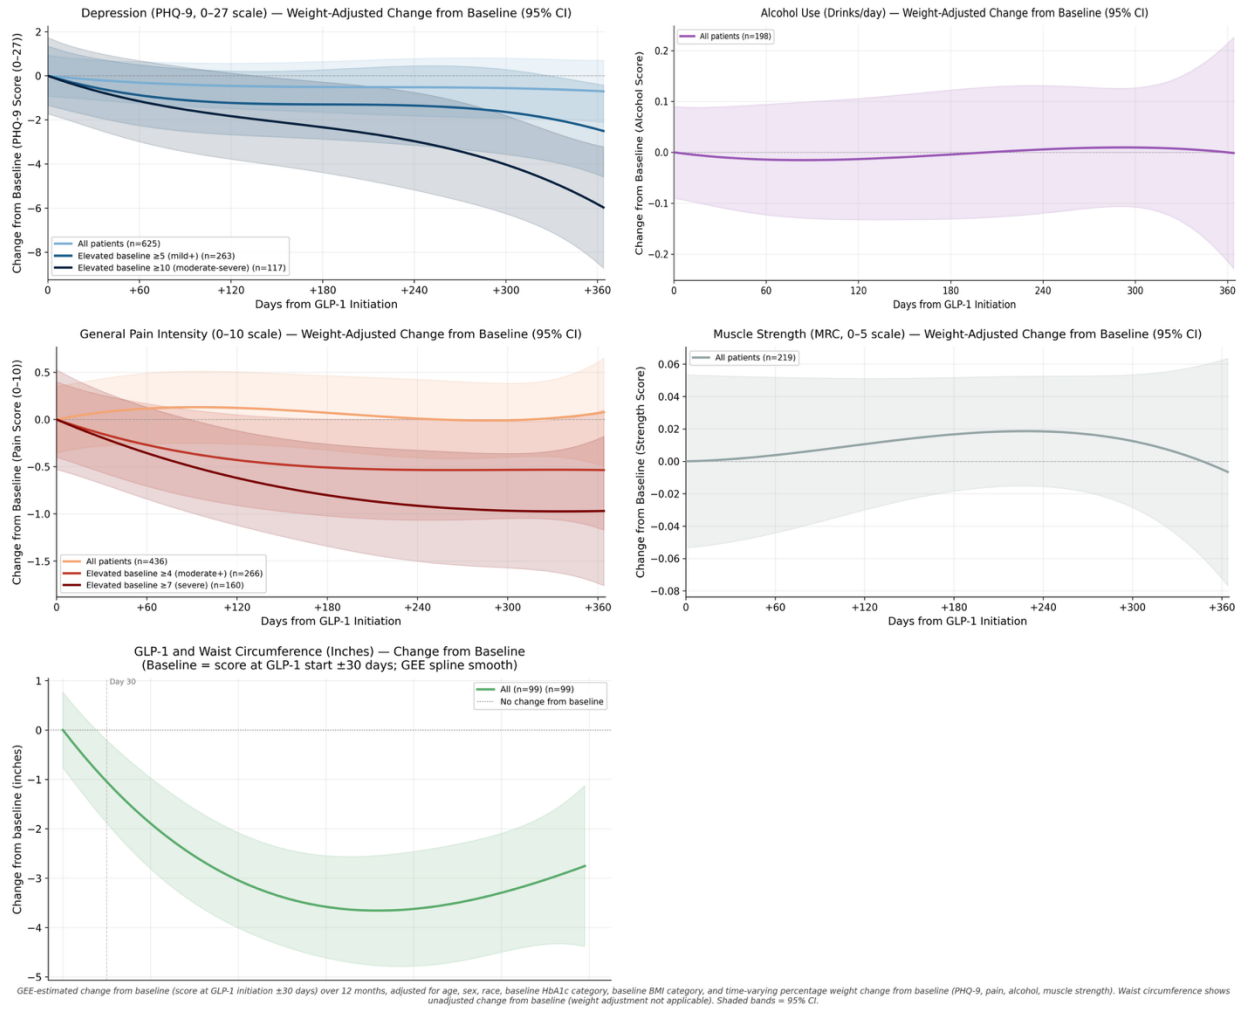 Depression (PHQ-9, 0–27 scale) — Weight-Adjusted Change from Baseline (95% CI)
Change from Baseline (PHQ-9 Score (0–27))
2
0
−2
−4
−6
−8
All patients (n=625)
Elevated baseline ≥5 (mild+) (n=263)
Elevated baseline ≥10 (moderate-severe) (n=117)
0
+60
+120
+180
+240
+300
+360
Days from GLP-1 Initiation
Alcohol Use (Drinks/day) — Weight-Adjusted Change from Baseline (95% CI)
Change from Baseline (Alcohol Score)
All patients (n=198)
0.2
0.1
0.0
−0.1
−0.2
0
60
120
180
240
300
+360
Days from GLP-1 Initiation
General Pain Intensity (0–10 scale) — Weight-Adjusted Change from Baseline (95% CI)
Change from Baseline (Pain Score (0–10))
0.5
0.0
−0.5
−1.0
−1.5
All patients (n=436)
Elevated baseline ≥4 (moderate+) (n=266)
Elevated baseline ≥7 (severe) (n=160)
0
+60
+120
+180
+240
+300
+360
Days from GLP-1 Initiation
Muscle Strength (MRC, 0–5 scale) — Weight-Adjusted Change from Baseline (95% CI)
Change from Baseline (Strength Score)
All patients (n=219)
0.06
0.04
0.02
0.00
−0.02
−0.04
−0.06
−0.08
0
+60
+120
+180
+240
+300
+360
Days from GLP-1 Initiation
GLP-1 and Waist Circumference (Inches) — Change from Baseline
(Baseline = score at GLP-1 start ±30 days; GEE spline smooth)
Change from baseline (inches)
Day 30
All (n=99) (n=99)
No change from baseline
1
0
−1
−2
−3
−4
−5
GEE-estimated change from baseline (score at GLP-1 initiation ±30 days) over 12 months, adjusted for age, sex, race, baseline HbA1c category, baseline BMI category, and time-varying percentage weight change from baseline (PHQ-9, pain, alcohol, muscle strength). Waist circumference shows
unadjusted change from baseline (weight adjustment not applicable). Shaded bands = 95% CI.